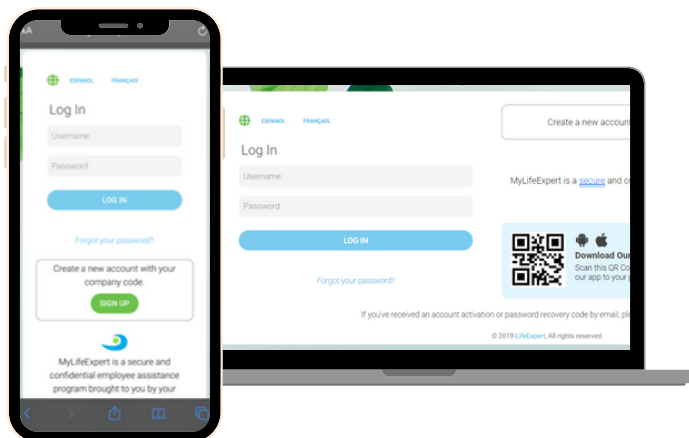 AA
ESPAÑOL FRANÇAIS
Log In
Username
Password
LOG IN
Forgot your password?
Create a new account with your
company code.
SIGN UP
MyLifeExpert is a secure and
confidential employee assistance
program brought to you by your
ESPANOL FRANÇAIS
Log In
Username
Password
LOG IN
Forgot your password?
Create a new account
MyLifeExpert is a secure and
Download Our
Scan this QR Co
our app to your
If you've received an account activation or password recovery code by email,
© 2019 LifeExpert, All rights reserved.